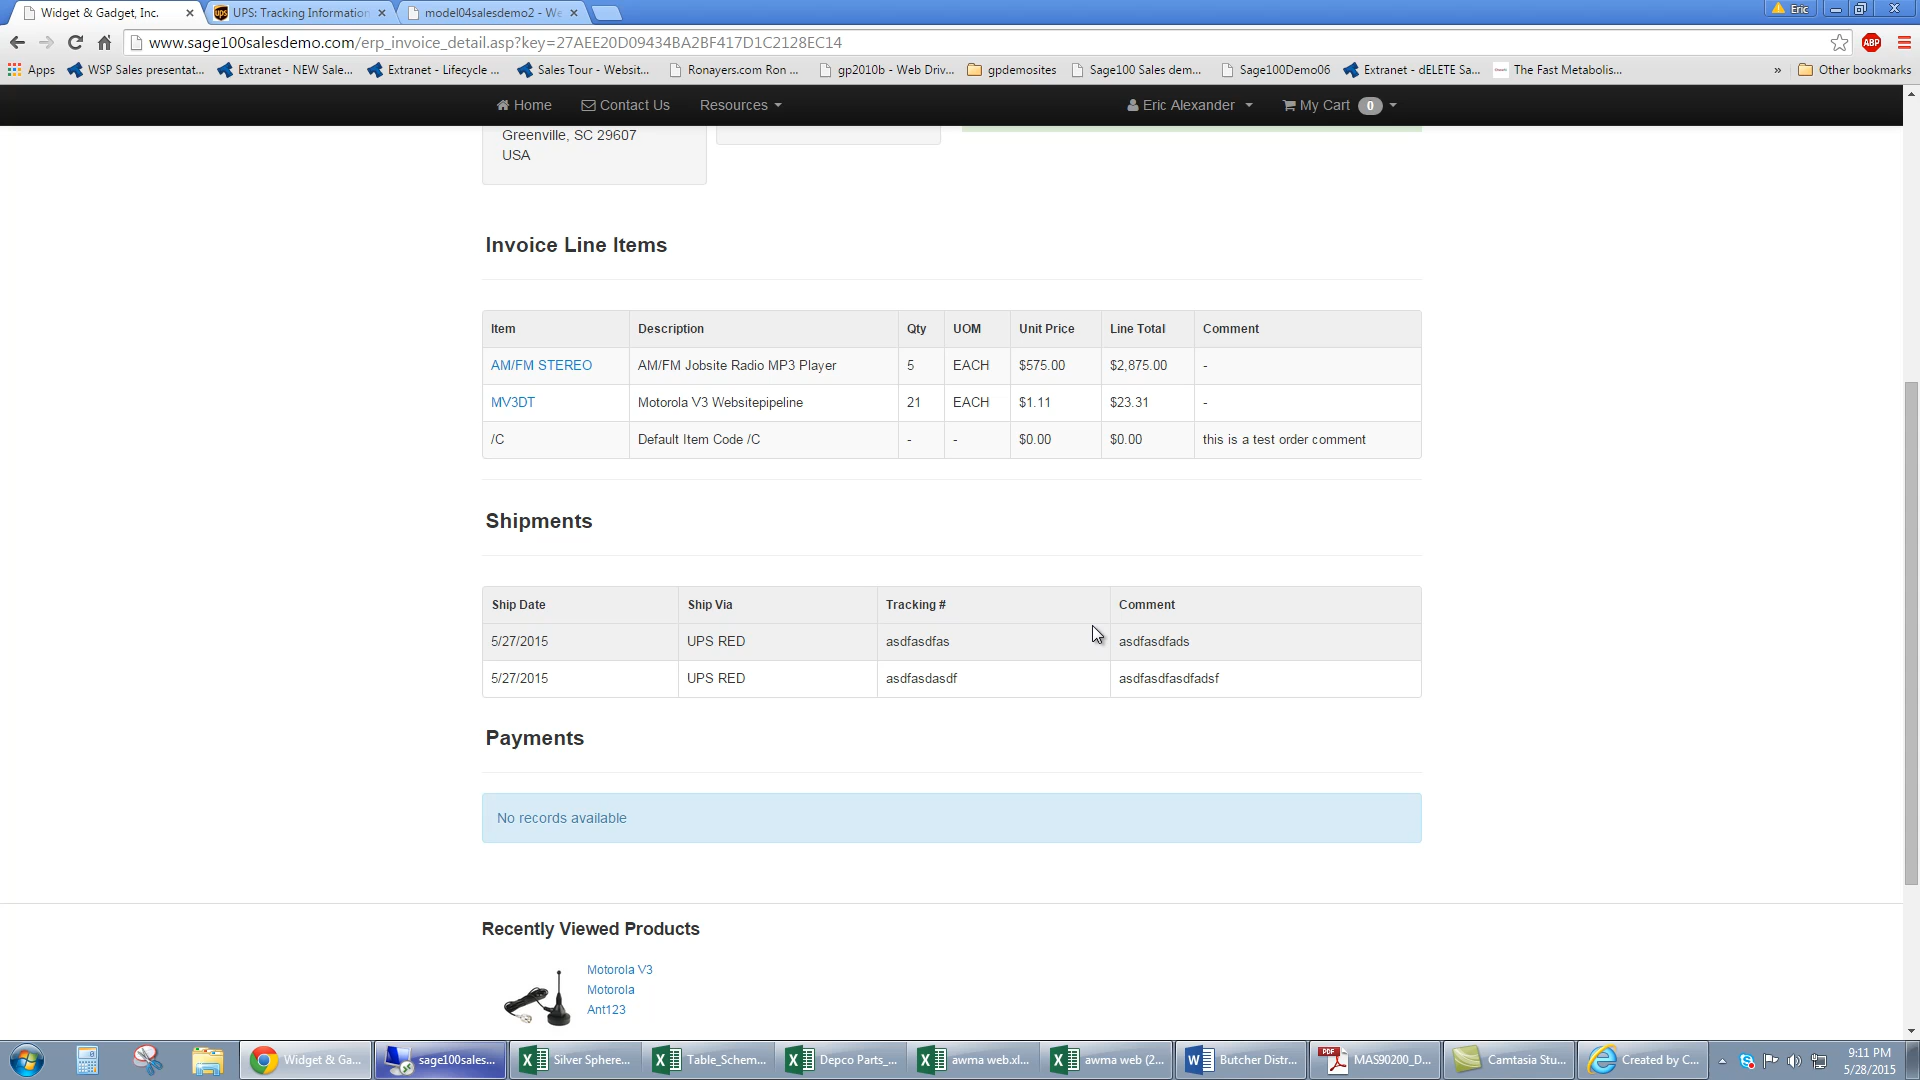 Widget & Gadget, Inc.
UPS: Tracking Information
model04salesdemo2 - We
Eric
www.sage100salesdemo.com/erp_invoice_detail.asp?key=27AEE20D09434BA2BF417D1C2128EC14
ABP
Apps
WSP Sales presentat...
Extranet - NEW Sale...
Extranet - Lifecycle ...
Sales Tour - Websit...
Ronayers.com Ron ...
gp2010b - Web Driv...
gpdemosites
Sage100 Sales dem...
Sage100Demo06
Extranet - dELETE Sa...
The Fast Metabolis...
»
Other bookmarks
Home
Contact Us
Resources
Eric Alexander
My Cart 0
Greenville, SC 29607
USA
Invoice Line Items
Item Description Qty UOM Unit Price Line Total Comment
AM/FM STEREO AM/FM Jobsite Radio MP3 Player 5 EACH $575.00 $2,875.00 -
MV3DT Motorola V3 Websitepipeline 21 EACH $1.11 $23.31 -
/C Default Item Code /C - - $0.00 $0.00 this is a test order comment
Shipments
Ship Date Ship Via Tracking # Comment
5/27/2015 UPS RED asdfasdfas asdfasdfads
5/27/2015 UPS RED asdfasdasdf asdfasdfasdfadsf
Payments
No records available
Recently Viewed Products
Motorola V3
Motorola
Ant123
Widget & Ga...
sage100sales...
Silver Sphere...
Table_Schem...
Depco Parts_...
awma web.xl...
awma web (2...
Butcher Distr...
MAS90200_D...
Camtasia Stu...
Created by C...
9:11 PM
5/28/2015